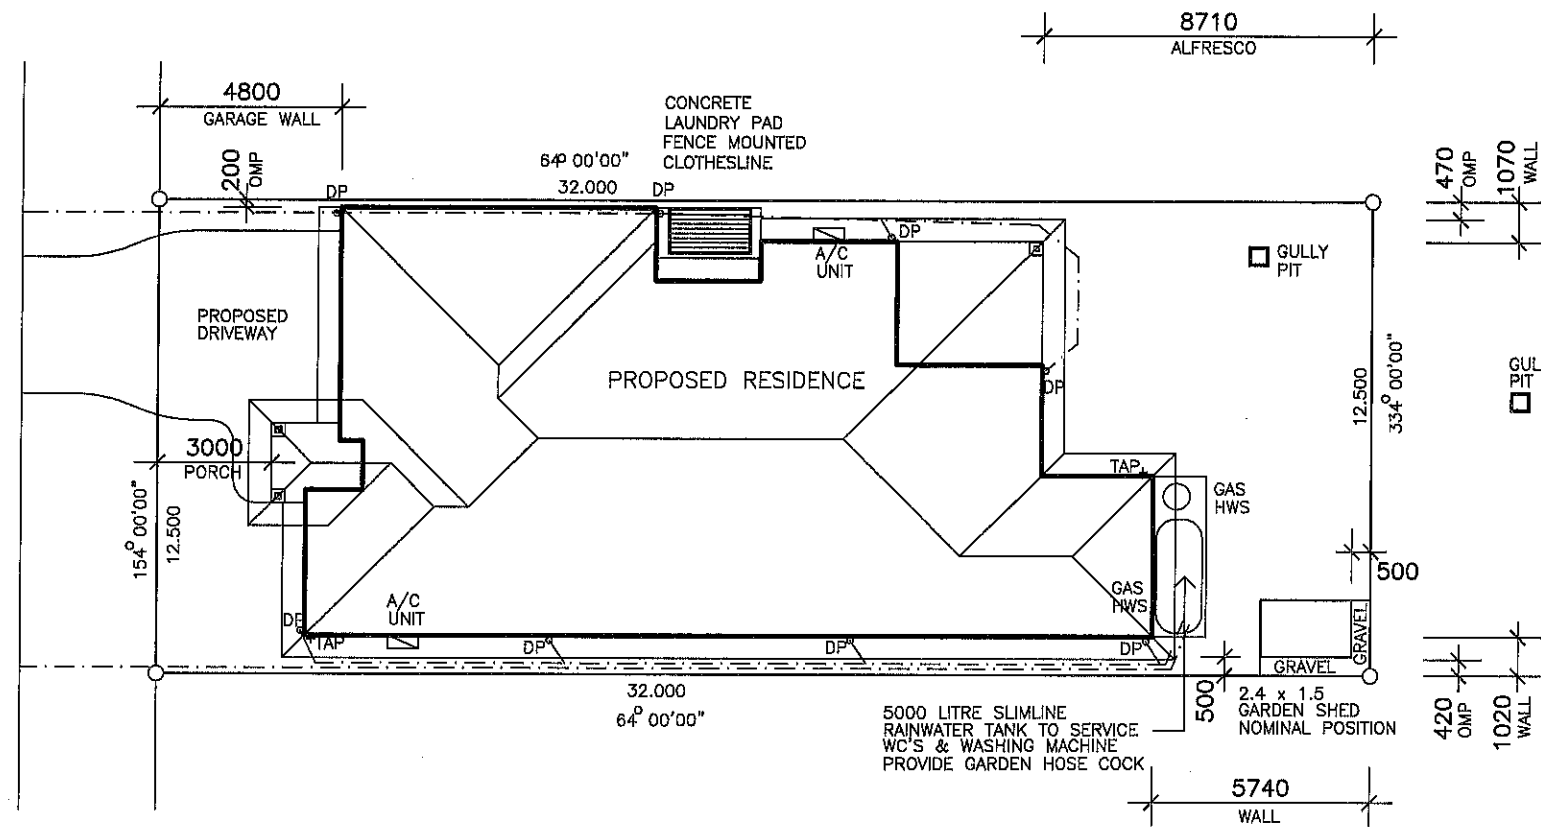 8710
ALFRESCO
4800
GARAGE WALL
CONCRETE
LAUNDRY PAD
FENCE MOUNTED
CLOTHESLINE
200
OMP
64° 00'00"
32.000
DP
DP
470
OMP
1070
WALL
DP
A/C
UNIT
GULLY
PIT
PROPOSED
DRIVEWAY
PROPOSED RESIDENCE
DP
GUL
PIT
12.500
334° 00'00"
3000
PORCH
TAP
GAS
HWS
154° 00'00"
12.500
500
A/C
UNIT
GAS
HWS
DP
TAP
DP
DP
DP
GRAVEL
GRAVEL
32.000
64° 00'00"
500
5000 LITRE SLIMLINE
RAINWATER TANK TO SERVICE
WC'S & WASHING MACHINE
PROVIDE GARDEN HOSE COCK
2.4 x 1.5
GARDEN SHED
NOMINAL POSITION
420
OMP
1020
WALL
5740
WALL